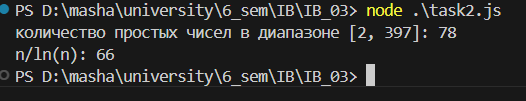 PS D:\masha\university\6_sem\IB\IB_03> node .\task2.js
количество простых чисел в диапазоне [2, 397]: 78
n/ln(n): 66
PS D:\masha\university\6_sem\IB\IB_03>